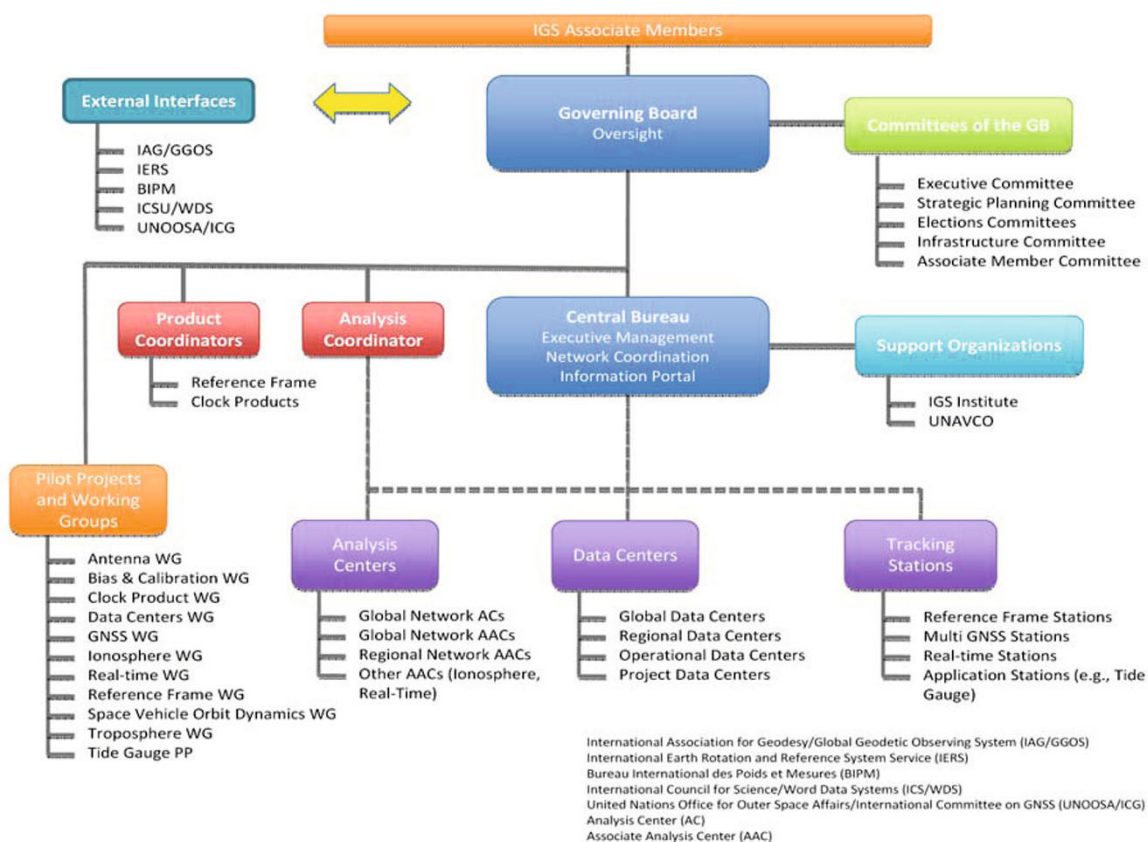 IGS Associate Members
External Interfaces
IAG/GGOS
IERS
BIPM
ICSU/WDS
UNOOSA/ICG
Governing Board
Oversight
Committees of the GB
Executive Committee
Strategic Planning Committee
Elections Committees
Infrastructure Committee
Associate Member Committee
Product
Coordinators
Reference Frame
Clock Products
Analysis
Coordinator
Central Bureau
Executive Management
Network Coordination
Information Portal
Support Organizations
IGS Institute
UNAVCO
Pilot Projects
and Working
Groups
Antenna WG
Bias & Calibration WG
Clock Product WG
Data Centers WG
GNSS WG
Ionosphere WG
Real-time WG
Reference Frame WG
Space Vehicle Orbit Dynamics WG
Troposphere WG
Tide Gauge PP
Analysis
Centers
Global Network ACs
Global Network AACs
Regional Network AACs
Other AACs (Ionosphere,
Real-Time)
Data Centers
Global Data Centers
Regional Data Centers
Operational Data Centers
Project Data Centers
Tracking
Stations
Reference Frame Stations
Multi GNSS Stations
Real-time Stations
Application Stations (e.g., Tide
Gauge)
International Association for Geodesy/Global Geodetic Observing System (IAG/GGOS)
International Earth Rotation and Reference System Service (IERS)
Bureau International des Poids et Mesures (BIPM)
International Council for Science/Word Data Systems (ICS/WDS)
United Nations Office for Outer Space Affairs/International Committee on GNSS (UNOOSA/ICG)
Analysis Center (AC)
Associate Analysis Center (AAC)